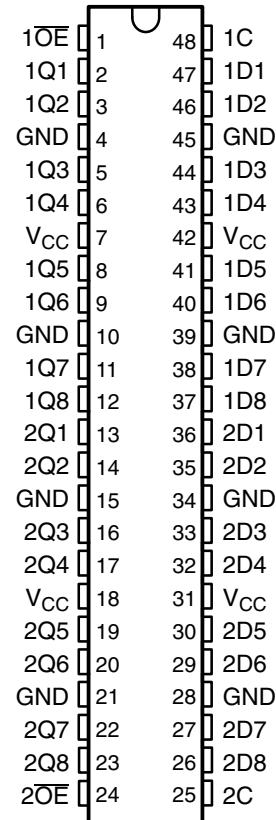 1OE 1 48 1C
1Q1 2 47 1D1
1Q2 3 46 1D2
GND 4 45 GND
1Q3 5 44 1D3
1Q4 6 43 1D4
VCC 7 42 VCC
1Q5 8 41 1D5
1Q6 9 40 1D6
GND 10 39 GND
1Q7 11 38 1D7
1Q8 12 37 1D8
2Q1 13 36 2D1
2Q2 14 35 2D2
GND 15 34 GND
2Q3 16 33 2D3
2Q4 17 32 2D4
VCC 18 31 VCC
2Q5 19 30 2D5
2Q6 20 29 2D6
GND 21 28 GND
2Q7 22 27 2D7
2Q8 23 26 2D8
2OE 24 25 2C